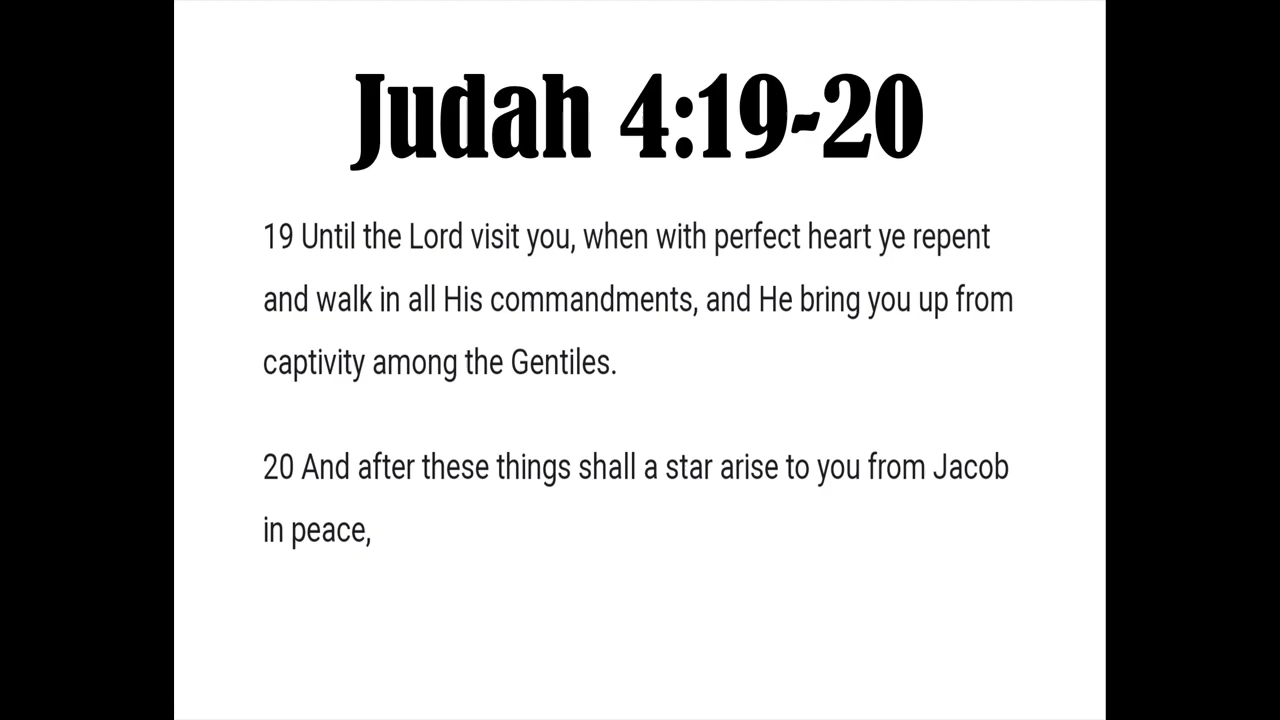 Judah 4:19-20
19 Until the Lord visit you, when with perfect heart ye repent
and walk in all His commandments, and He bring you up from
captivity among the Gentiles.
20 And after these things shall a star arise to you from Jacob
in peace,